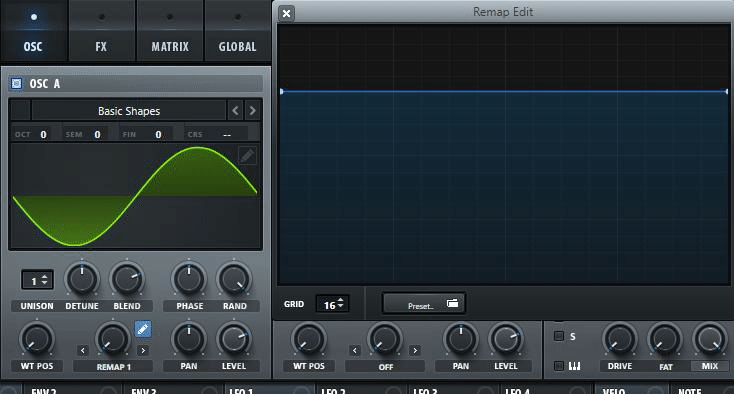 Remap Edit
OSC FX MATRIX GLOBAL
OSC A
Basic Shapes
OCT 0 SEM 0 FIN 0 CRS --
1
UNISON DETUNE BLEND PHASE RAND
GRID 16 Preset..
WT POS REMAP 1 PAN LEVEL
WT POS OFF PAN LEVEL
S
DRIVE FAT MIX
ENV 2 ENV 3 LFO 1 LFO 2 LFO 3 LFO 4 VELO NOTE